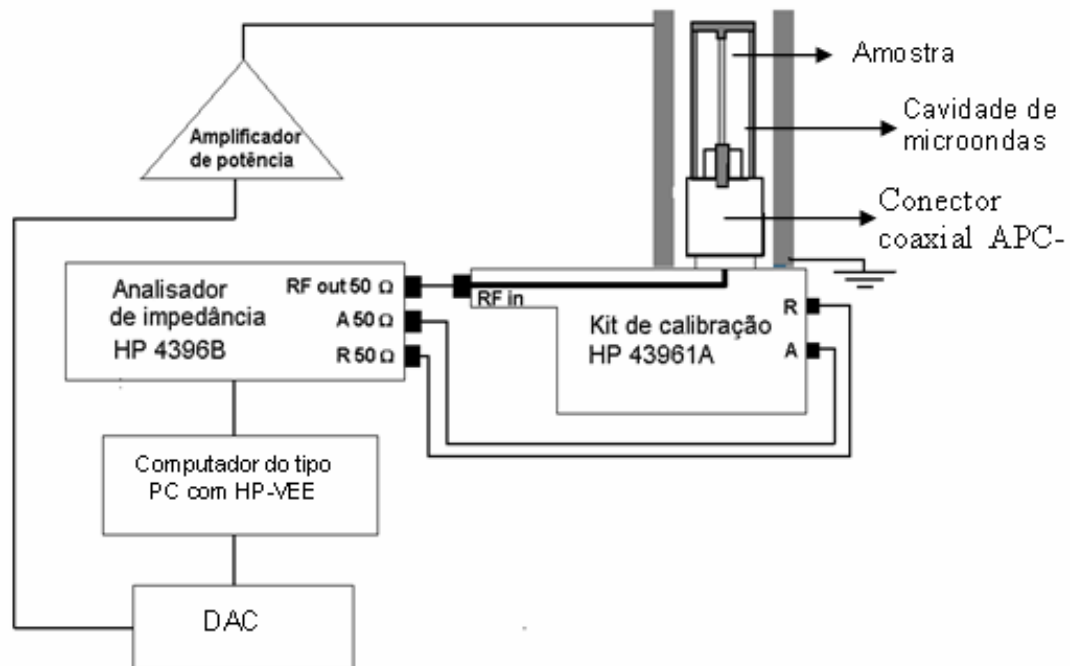 Amostra
Cavidade de
microondas
Amplificador
de potência
Conector
coaxial APC-
Analisador
de impedância
HP 4396B
RF out 50 Ω
A 50 Ω
R 50 Ω
RF in
Kit de calibração
HP 43961A
R
A
Computador do tipo
PC com HP-VEE
DAC